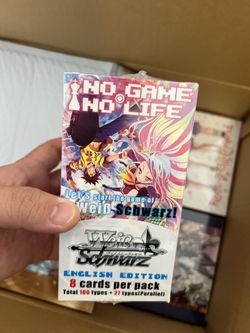 NO GAME
NO LIFE
Let's start the game of
Weiß Schwarz!
Weiß
Schwarz
ENGLISH EDITION
8 cards per pack
Total 100 types + 27 types(Parallel)